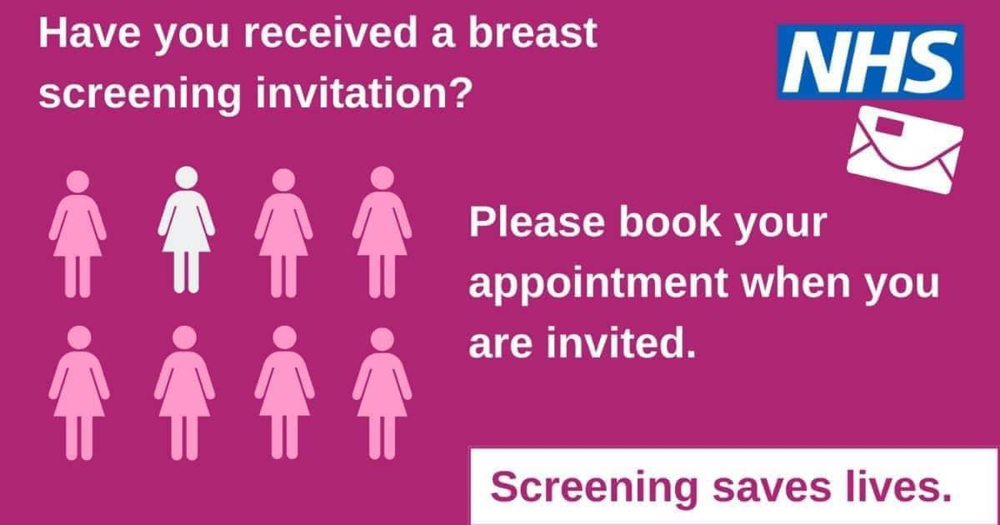 Have you received a breast
screening invitation?
NHS
Please book your
appointment when you
are invited.
Screening saves lives.